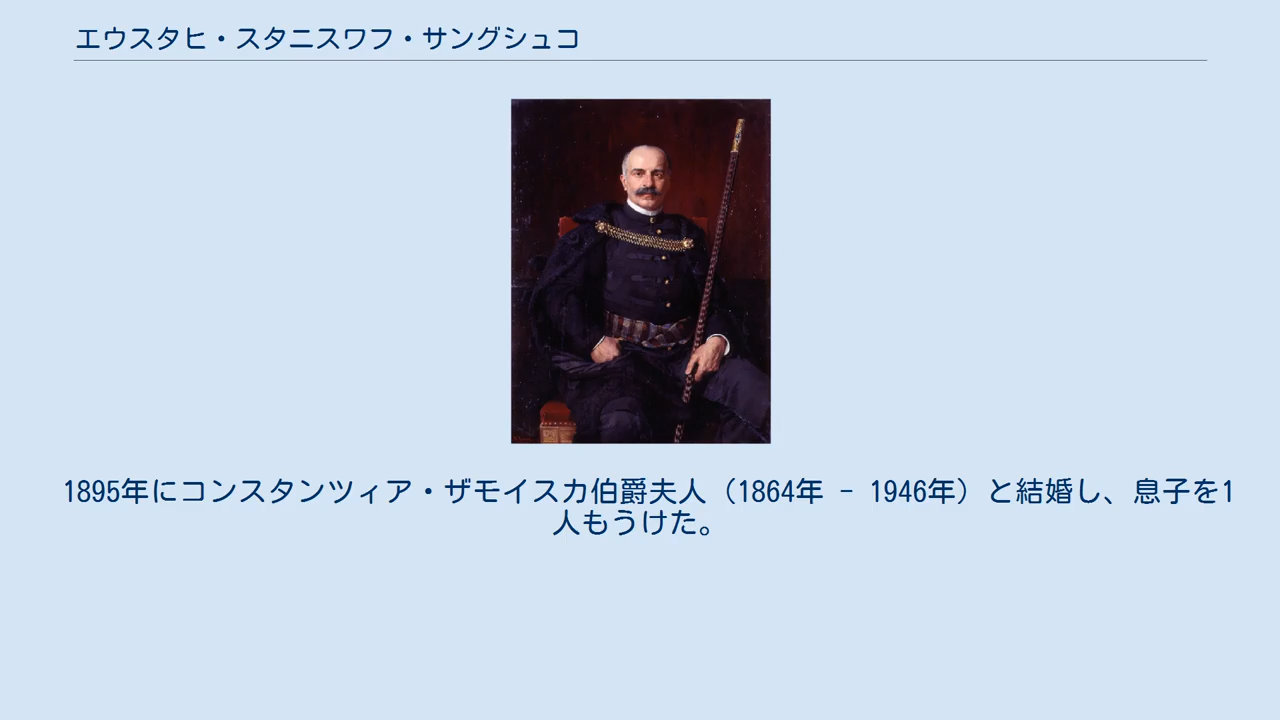 エウスタヒ・スタニスワフ・サングシュコ
1895年にコンスタンツィア・ザモイスカ伯爵夫人（1864年 - 1946年）と結婚し、息子を1
人もうけた。